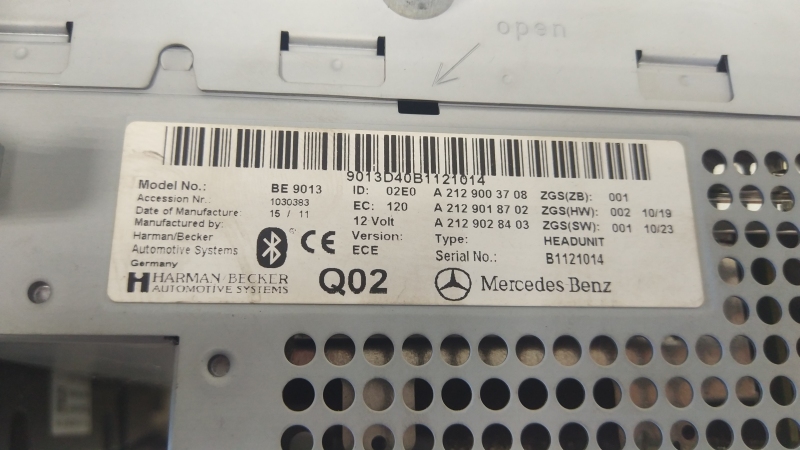 open
9013D40B1121014
Model No.: BE 9013 ID: 02E0 A 212 900 37 08 ZGS(ZB): 001
Accession Nr.. 1030383 EC: 120 A 212 901 87 02 ZGS(HW): 002 10/19
Date of Manufacture: 15 / 11 12 Volt A 212 902 84 03 ZGS(SW): 001 10/23
Manufactured by: Version: Type: HEADUNIT
Harman/Becker ECE Serial No.: B1121014
Automotive Systems CE
Germany
HARMAN/BECKER Q02 Mercedes Benz
AUTOMOTIVE SYSTEMS